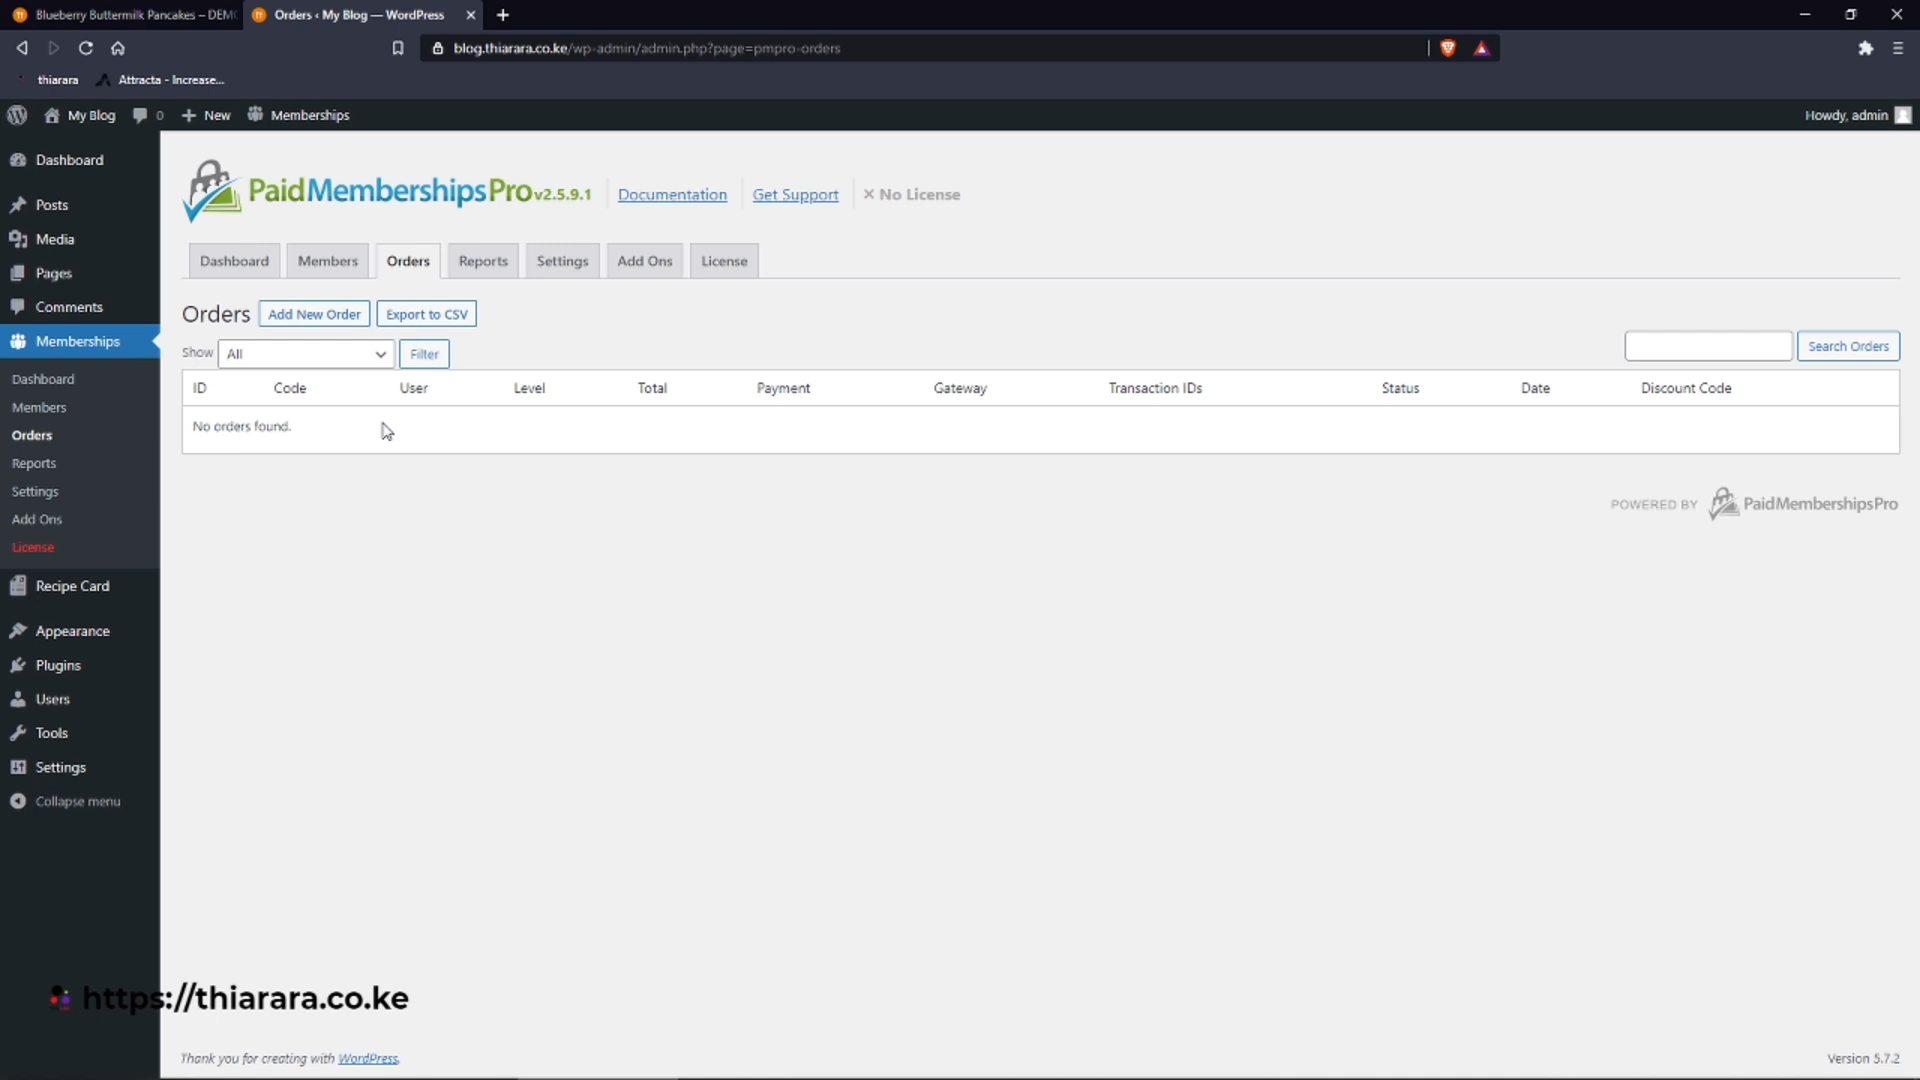 Blueberry Buttermilk Pancakes – DEMO
Orders ‹ My Blog — WordPress
blog.thiarara.co.ke/wp-admin/admin.php?page=pmpro-orders
thiarara
Attracta - Increase...
My Blog
0
New
Memberships
Howdy, admin
Dashboard
Posts
Media
Pages
Comments
Memberships
Dashboard
Members
Orders
Reports
Settings
Add Ons
License
Recipe Card
Appearance
Plugins
Users
Tools
Settings
Collapse menu
PaidMembershipsPro v2.5.9.1
Documentation
Get Support
No License
Dashboard
Members
Orders
Reports
Settings
Add Ons
License
Orders
Add New Order
Export to CSV
Show
All
Filter
Search Orders
ID Code User Level Total Payment Gateway Transaction IDs Status Date Discount Code
No orders found.
POWERED BY PaidMembershipsPro
https://thiarara.co.ke
Thank you for creating with WordPress.
Version 5.7.2